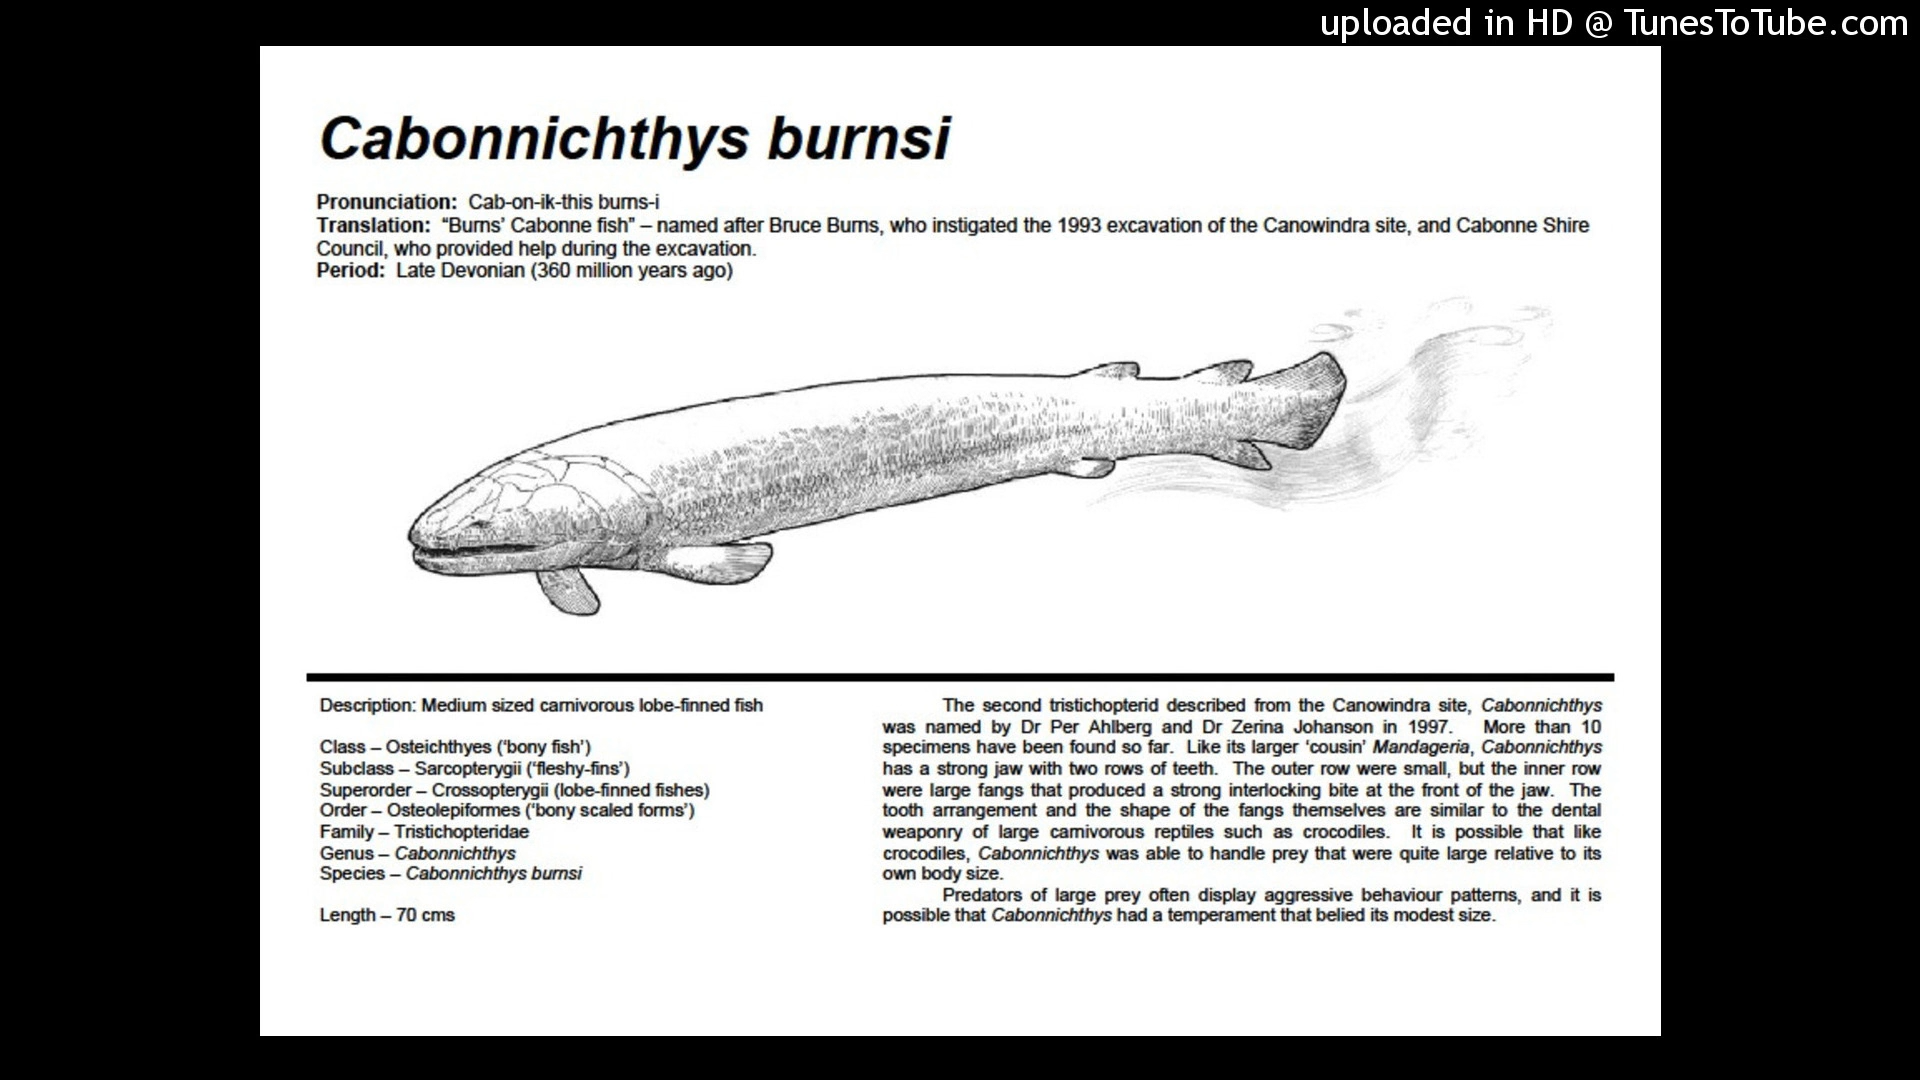 uploaded in HD @ TunesToTube.com
Cabonnichthys burnsi
Pronunciation: Cab-on-ik-this burns-i
Translation: “Burns’ Cabonne fish” – named after Bruce Burns, who instigated the 1993 excavation of the Canowindra site, and Cabonne Shire
Council, who provided help during the excavation.
Period: Late Devonian (360 million years ago)
Description: Medium sized carnivorous lobe-finned fish
Class – Osteichthyes (‘bony fish’)
Subclass – Sarcopterygii (‘fleshy-fins’)
Superorder – Crossopterygii (lobe-finned fishes)
Order – Osteolepiformes (‘bony scaled forms’)
Family – Tristichopteridae
Genus – Cabonnichthys
Species – Cabonnichthys burnsi
Length – 70 cms
The second tristichopterid described from the Canowindra site, Cabonnichthys
was named by Dr Per Ahlberg and Dr Zerina Johanson in 1997. More than 10
specimens have been found so far. Like its larger ‘cousin’ Mandageria, Cabonnichthys
has a strong jaw with two rows of teeth. The outer row were small, but the inner row
were large fangs that produced a strong interlocking bite at the front of the jaw. The
tooth arrangement and the shape of the fangs themselves are similar to the dental
weaponry of large carnivorous reptiles such as crocodiles. It is possible that like
crocodiles, Cabonnichthys was able to handle prey that were quite large relative to its
own body size.
Predators of large prey often display aggressive behaviour patterns, and it is
possible that Cabonnichthys had a temperament that belied its modest size.